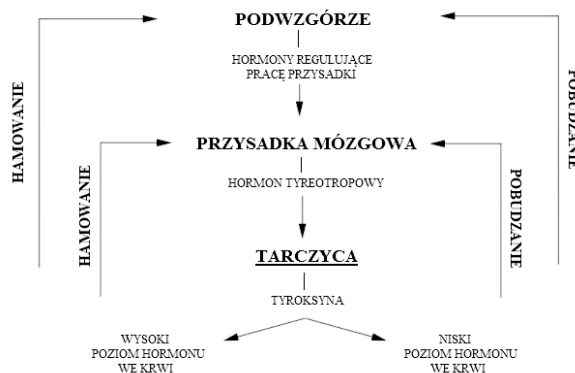 PODWZGÓRZE
HORMONY REGULUJĄCE
PRACĘ PRZYSADKI
HAMOWANIE
POBUDZANIE
PRZYSADKA MÓZGOWA
HORMON TYREOTROPOWY
HAMOWANIE
POBUDZANIE
TARCZYCA
TYROKSYNA
WYSOKI
POZIOM HORMONU
WE KRWI
NISKI
POZIOM HORMONU
WE KRWI